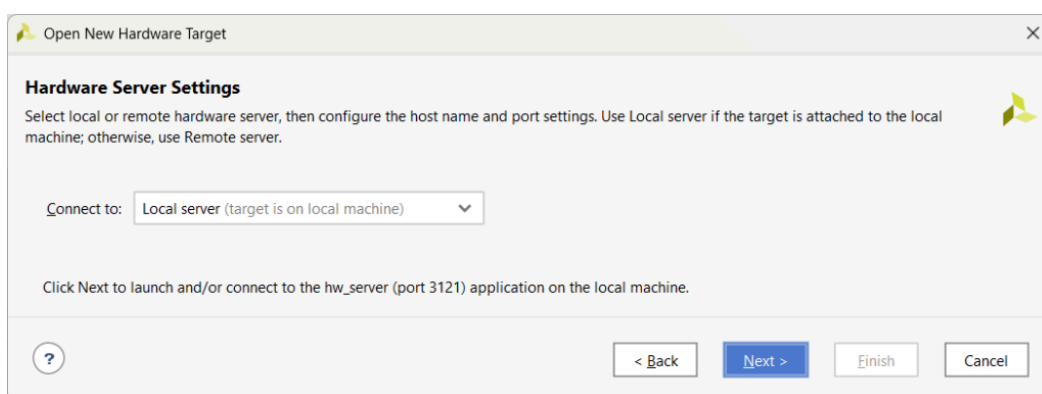 Open New Hardware Target
Hardware Server Settings
Select local or remote hardware server, then configure the host name and port settings. Use Local server if the target is attached to the local
machine; otherwise, use Remote server.
Connect to: Local server (target is on local machine)
Click Next to launch and/or connect to the hw_server (port 3121) application on the local machine.
? < Back Next > Finish Cancel